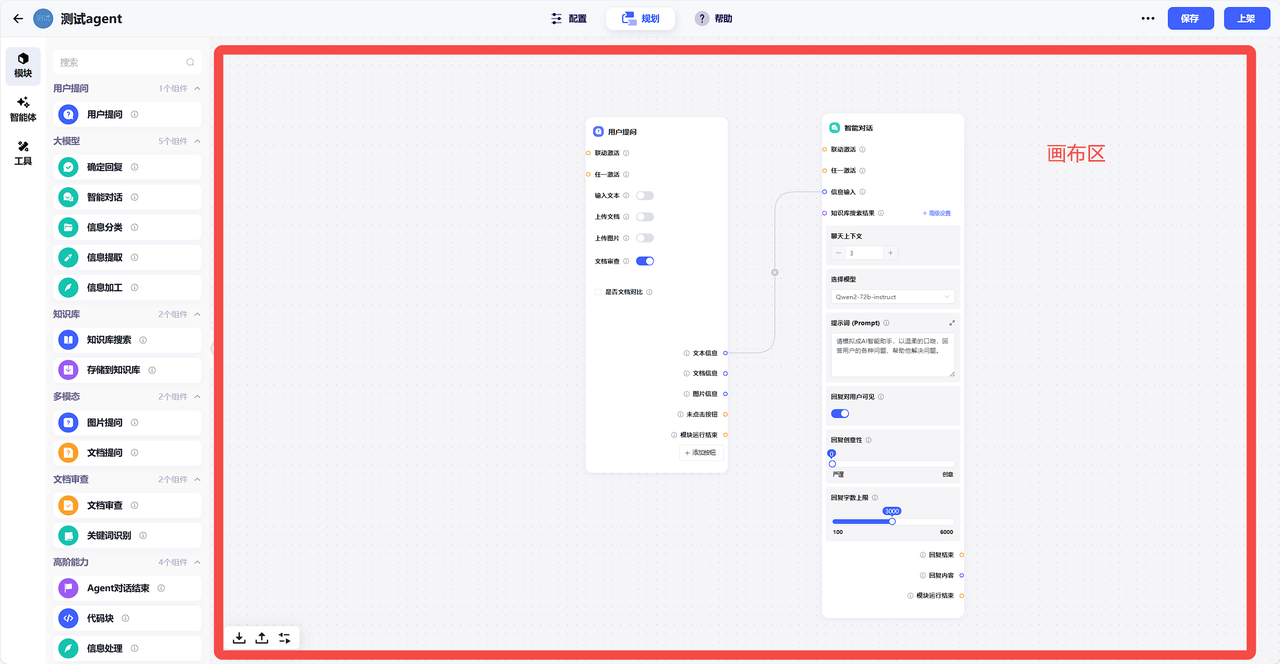 测试agent
配置
规划
? 帮助
保存
上架
模块
智能体
工具
搜索
用户提问 1个组件
用户提问
大模型 5个组件
确定回复
智能对话
信息分类
信息提取
信息加工
知识库 2个组件
知识库搜索
存储到知识库
多模态 2个组件
图片提问
文档提问
文档审查 2个组件
文档审查
关键词识别
高阶能力 4个组件
Agent对话结束
代码块
信息处理
用户提问
联动激活
任一激活
输入文本
上传文档
上传图片
文档审查
是否文档对比
文本信息
文档信息
图片信息
未点击按钮
模块运行结束
+ 添加按钮
智能对话
联动激活
任一激活
信息输入
知识库搜索结果 + 高级设置
聊天上下文
− 3 +
选择模型
Qwen2-72b-instruct
提示词 (Prompt)
请模拟成AI智能助手，以温柔的口吻，回
答用户的各种问题，帮助他解决问题。
回复对用户可见
回复创意性
0
严谨 创意
回复字数上限
3000
100 6000
回复结束
回复内容
模块运行结束
画布区